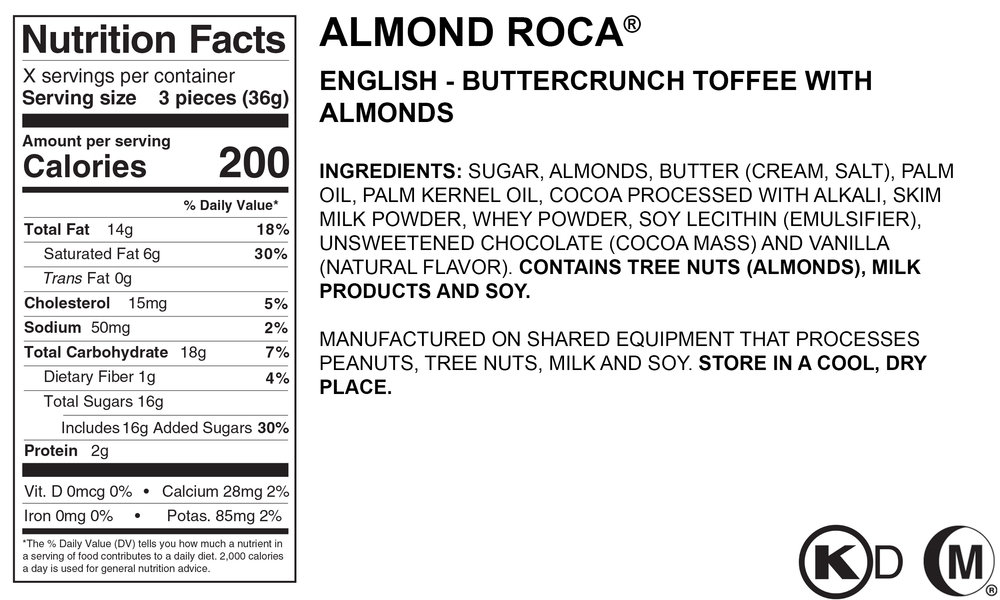 Nutrition Facts
X servings per container
Serving size 3 pieces (36g)
Amount per serving
Calories 200
% Daily Value*
Total Fat 14g 18%
Saturated Fat 6g 30%
Trans Fat 0g
Cholesterol 15mg 5%
Sodium 50mg 2%
Total Carbohydrate 18g 7%
Dietary Fiber 1g 4%
Total Sugars 16g
Includes 16g Added Sugars 30%
Protein 2g
Vit. D 0mcg 0% • Calcium 28mg 2%
Iron 0mg 0% • Potas. 85mg 2%
*The % Daily Value (DV) tells you how much a nutrient in
a serving of food contributes to a daily diet. 2,000 calories
a day is used for general nutrition advice.
ALMOND ROCA®
ENGLISH - BUTTERCRUNCH TOFFEE WITH
ALMONDS
INGREDIENTS: SUGAR, ALMONDS, BUTTER (CREAM, SALT), PALM
OIL, PALM KERNEL OIL, COCOA PROCESSED WITH ALKALI, SKIM
MILK POWDER, WHEY POWDER, SOY LECITHIN (EMULSIFIER),
UNSWEETENED CHOCOLATE (COCOA MASS) AND VANILLA
(NATURAL FLAVOR). CONTAINS TREE NUTS (ALMONDS), MILK
PRODUCTS AND SOY.
MANUFACTURED ON SHARED EQUIPMENT THAT PROCESSES
PEANUTS, TREE NUTS, MILK AND SOY. STORE IN A COOL, DRY
PLACE.
K D M ®